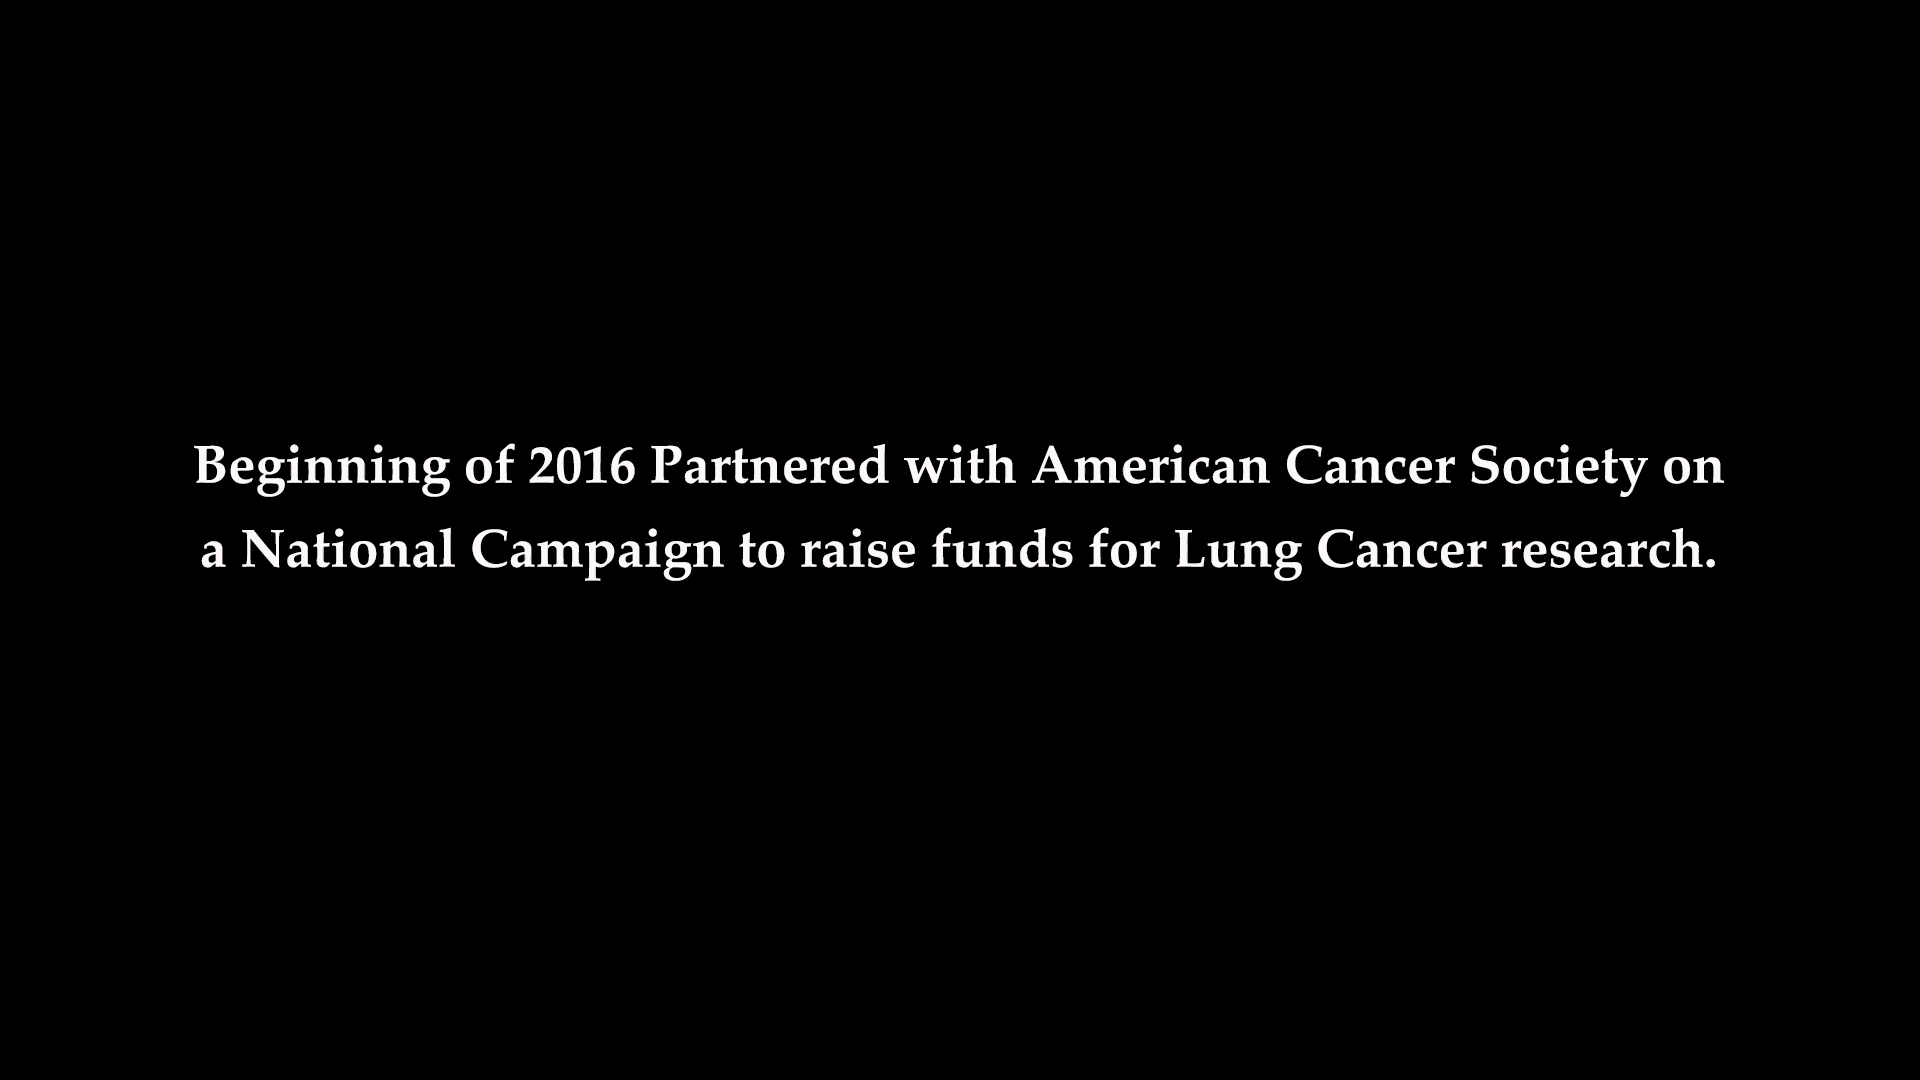 Beginning of 2016 Partnered with American Cancer Society on
a National Campaign to raise funds for Lung Cancer research.